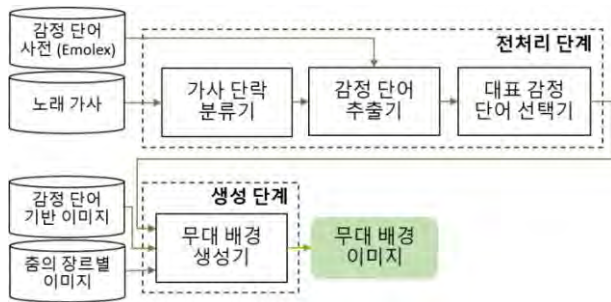 감정 단어
사전 (Emolex)
노래 가사
전처리 단계
가사 단락
분류기
감정 단어
추출기
대표 감정
단어 선택기
감정 단어
기반 이미지
춤의 장르별
이미지
생성 단계
무대 배경
생성기
무대 배경
이미지